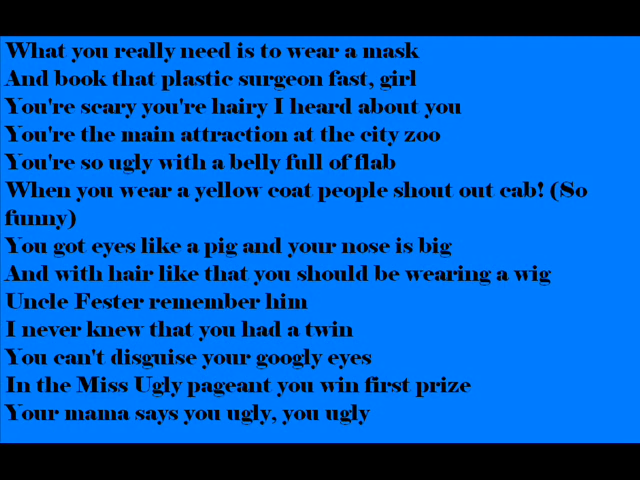 What you really need is to wear a mask
And book that plastic surgeon fast, girl
You're scary you're hairy I heard about you
You're the main attraction at the city zoo
You're so ugly with a belly full of flab
When you wear a yellow coat people shout out cab! (So
funny)
You got eyes like a pig and your nose is big
And with hair like that you should be wearing a wig
Uncle Fester remember him
I never knew that you had a twin
You can't disguise your googly eyes
In the Miss Ugly pageant you win first prize
Your mama says you ugly, you ugly